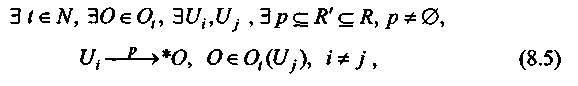 ∃ t ∈ N, ∃O ∈ O_t, ∃U_i, U_j , ∃ p ⊆ R′ ⊆ R, p ≠ ∅,
U_i —p→ *O, O ∈ O_t(U_j), i ≠ j , (8.5)